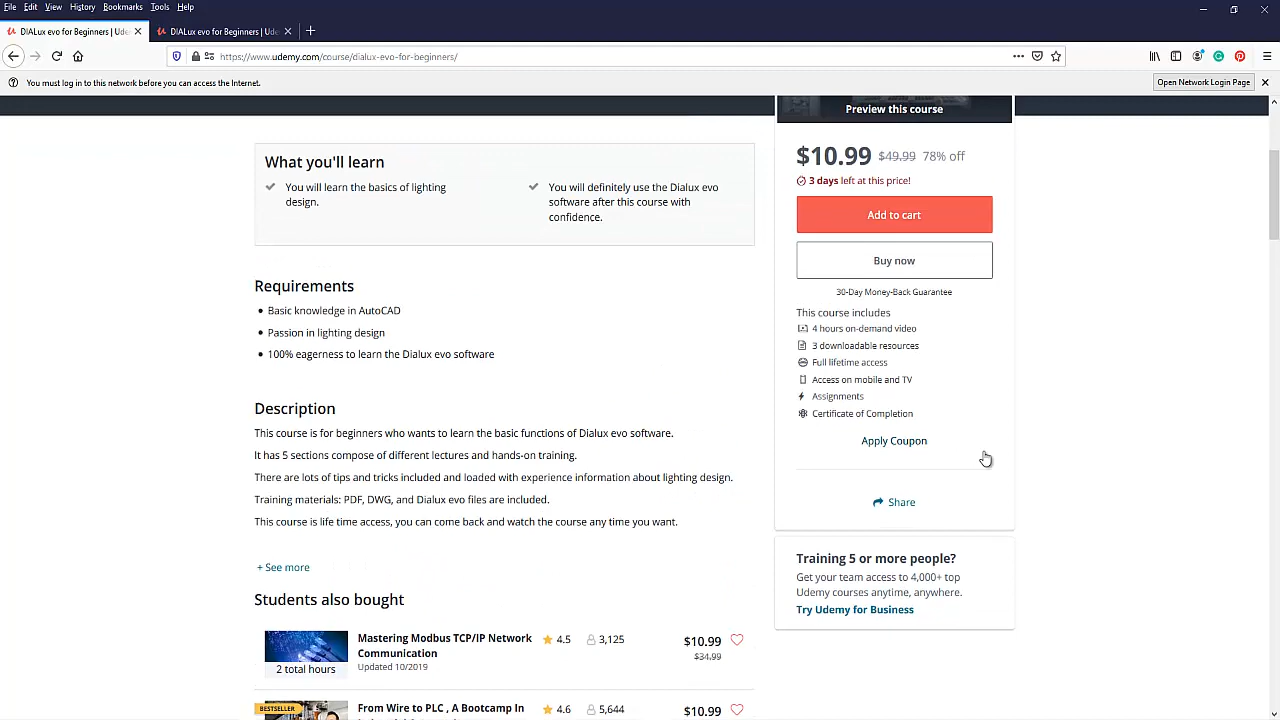 File Edit View History Bookmarks Tools Help
DIALux evo for Beginners | Udem
DIALux evo for Beginners | Udem
https://www.udemy.com/course/dialux-evo-for-beginners/
You must log in to this network before you can access the Internet.
Open Network Login Page
Preview this course
What you'll learn
You will learn the basics of lighting
design.
You will definitely use the Dialux evo
software after this course with
confidence.
Requirements
Basic knowledge in AutoCAD
Passion in lighting design
100% eagerness to learn the Dialux evo software
Description
This course is for beginners who wants to learn the basic functions of Dialux evo software.
It has 5 sections compose of different lectures and hands-on training.
There are lots of tips and tricks included and loaded with experience information about lighting design.
Training materials: PDF, DWG, and Dialux evo files are included.
This course is life time access, you can come back and watch the course any time you want.
+ See more
Students also bought
2 total hours
Mastering Modbus TCP/IP Network
Communication
Updated 10/2019
4.5
3,125
$10.99
$34.99
BESTSELLER
From Wire to PLC , A Bootcamp In
4.6
5,644
$10.99
$10.99 $49.99 78% off
3 days left at this price!
Add to cart
Buy now
30-Day Money-Back Guarantee
This course includes
4 hours on-demand video
3 downloadable resources
Full lifetime access
Access on mobile and TV
Assignments
Certificate of Completion
Apply Coupon
Share
Training 5 or more people?
Get your team access to 4,000+ top
Udemy courses anytime, anywhere.
Try Udemy for Business